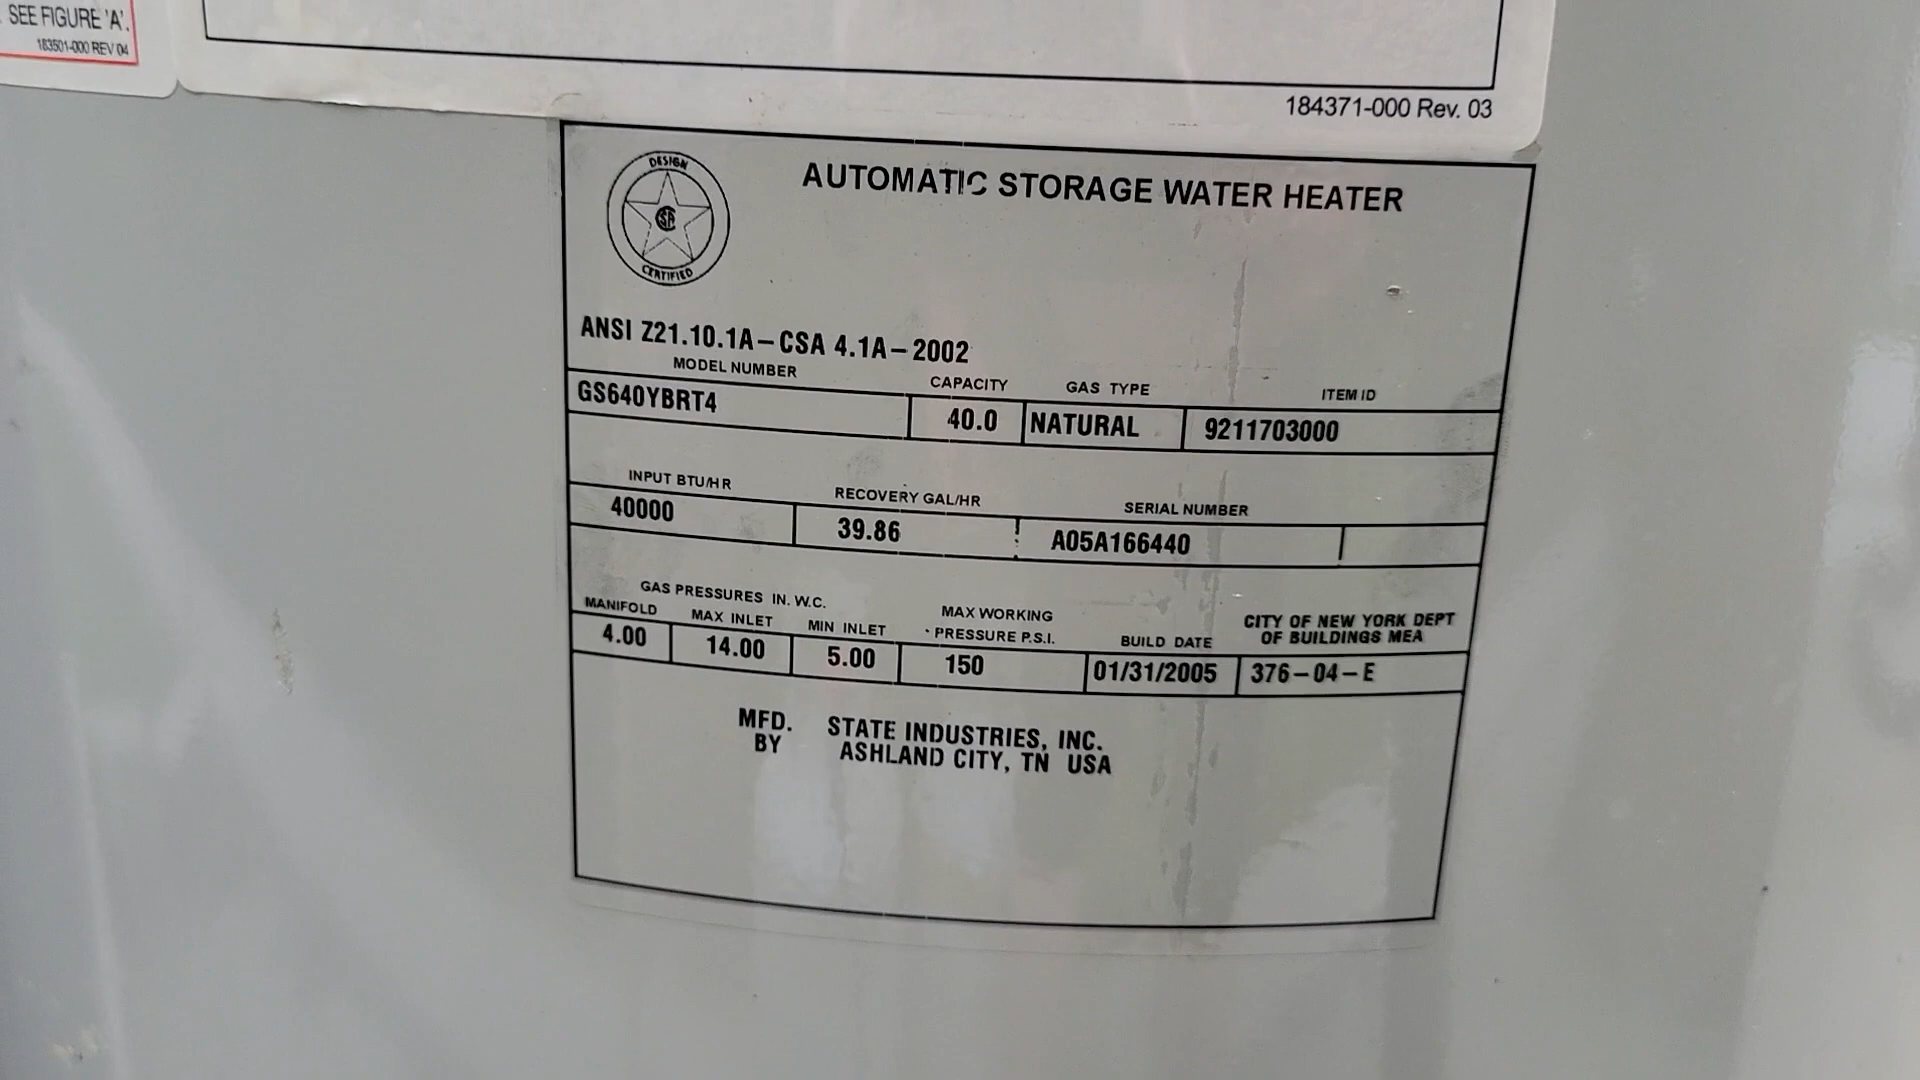 SEE FIGURE 'A'.
183501-000 REV 04
184371-000 Rev. 03
DESIGN
CSA
CERTIFIED
AUTOMATIC STORAGE WATER HEATER
ANSI Z21.10.1A-CSA 4.1A-2002
MODEL NUMBER CAPACITY GAS TYPE ITEM ID
GS640YBRT4 40.0 NATURAL 9211703000
INPUT BTU/HR RECOVERY GAL/HR SERIAL NUMBER
40000 39.86 A05A166440
GAS PRESSURES IN. W.C.
MANIFOLD MAX INLET MIN INLET MAX WORKING PRESSURE P.S.I. BUILD DATE CITY OF NEW YORK DEPT OF BUILDINGS MEA
4.00 14.00 5.00 150 01/31/2005 376-04-E
MFD. STATE INDUSTRIES, INC.
BY ASHLAND CITY, TN USA